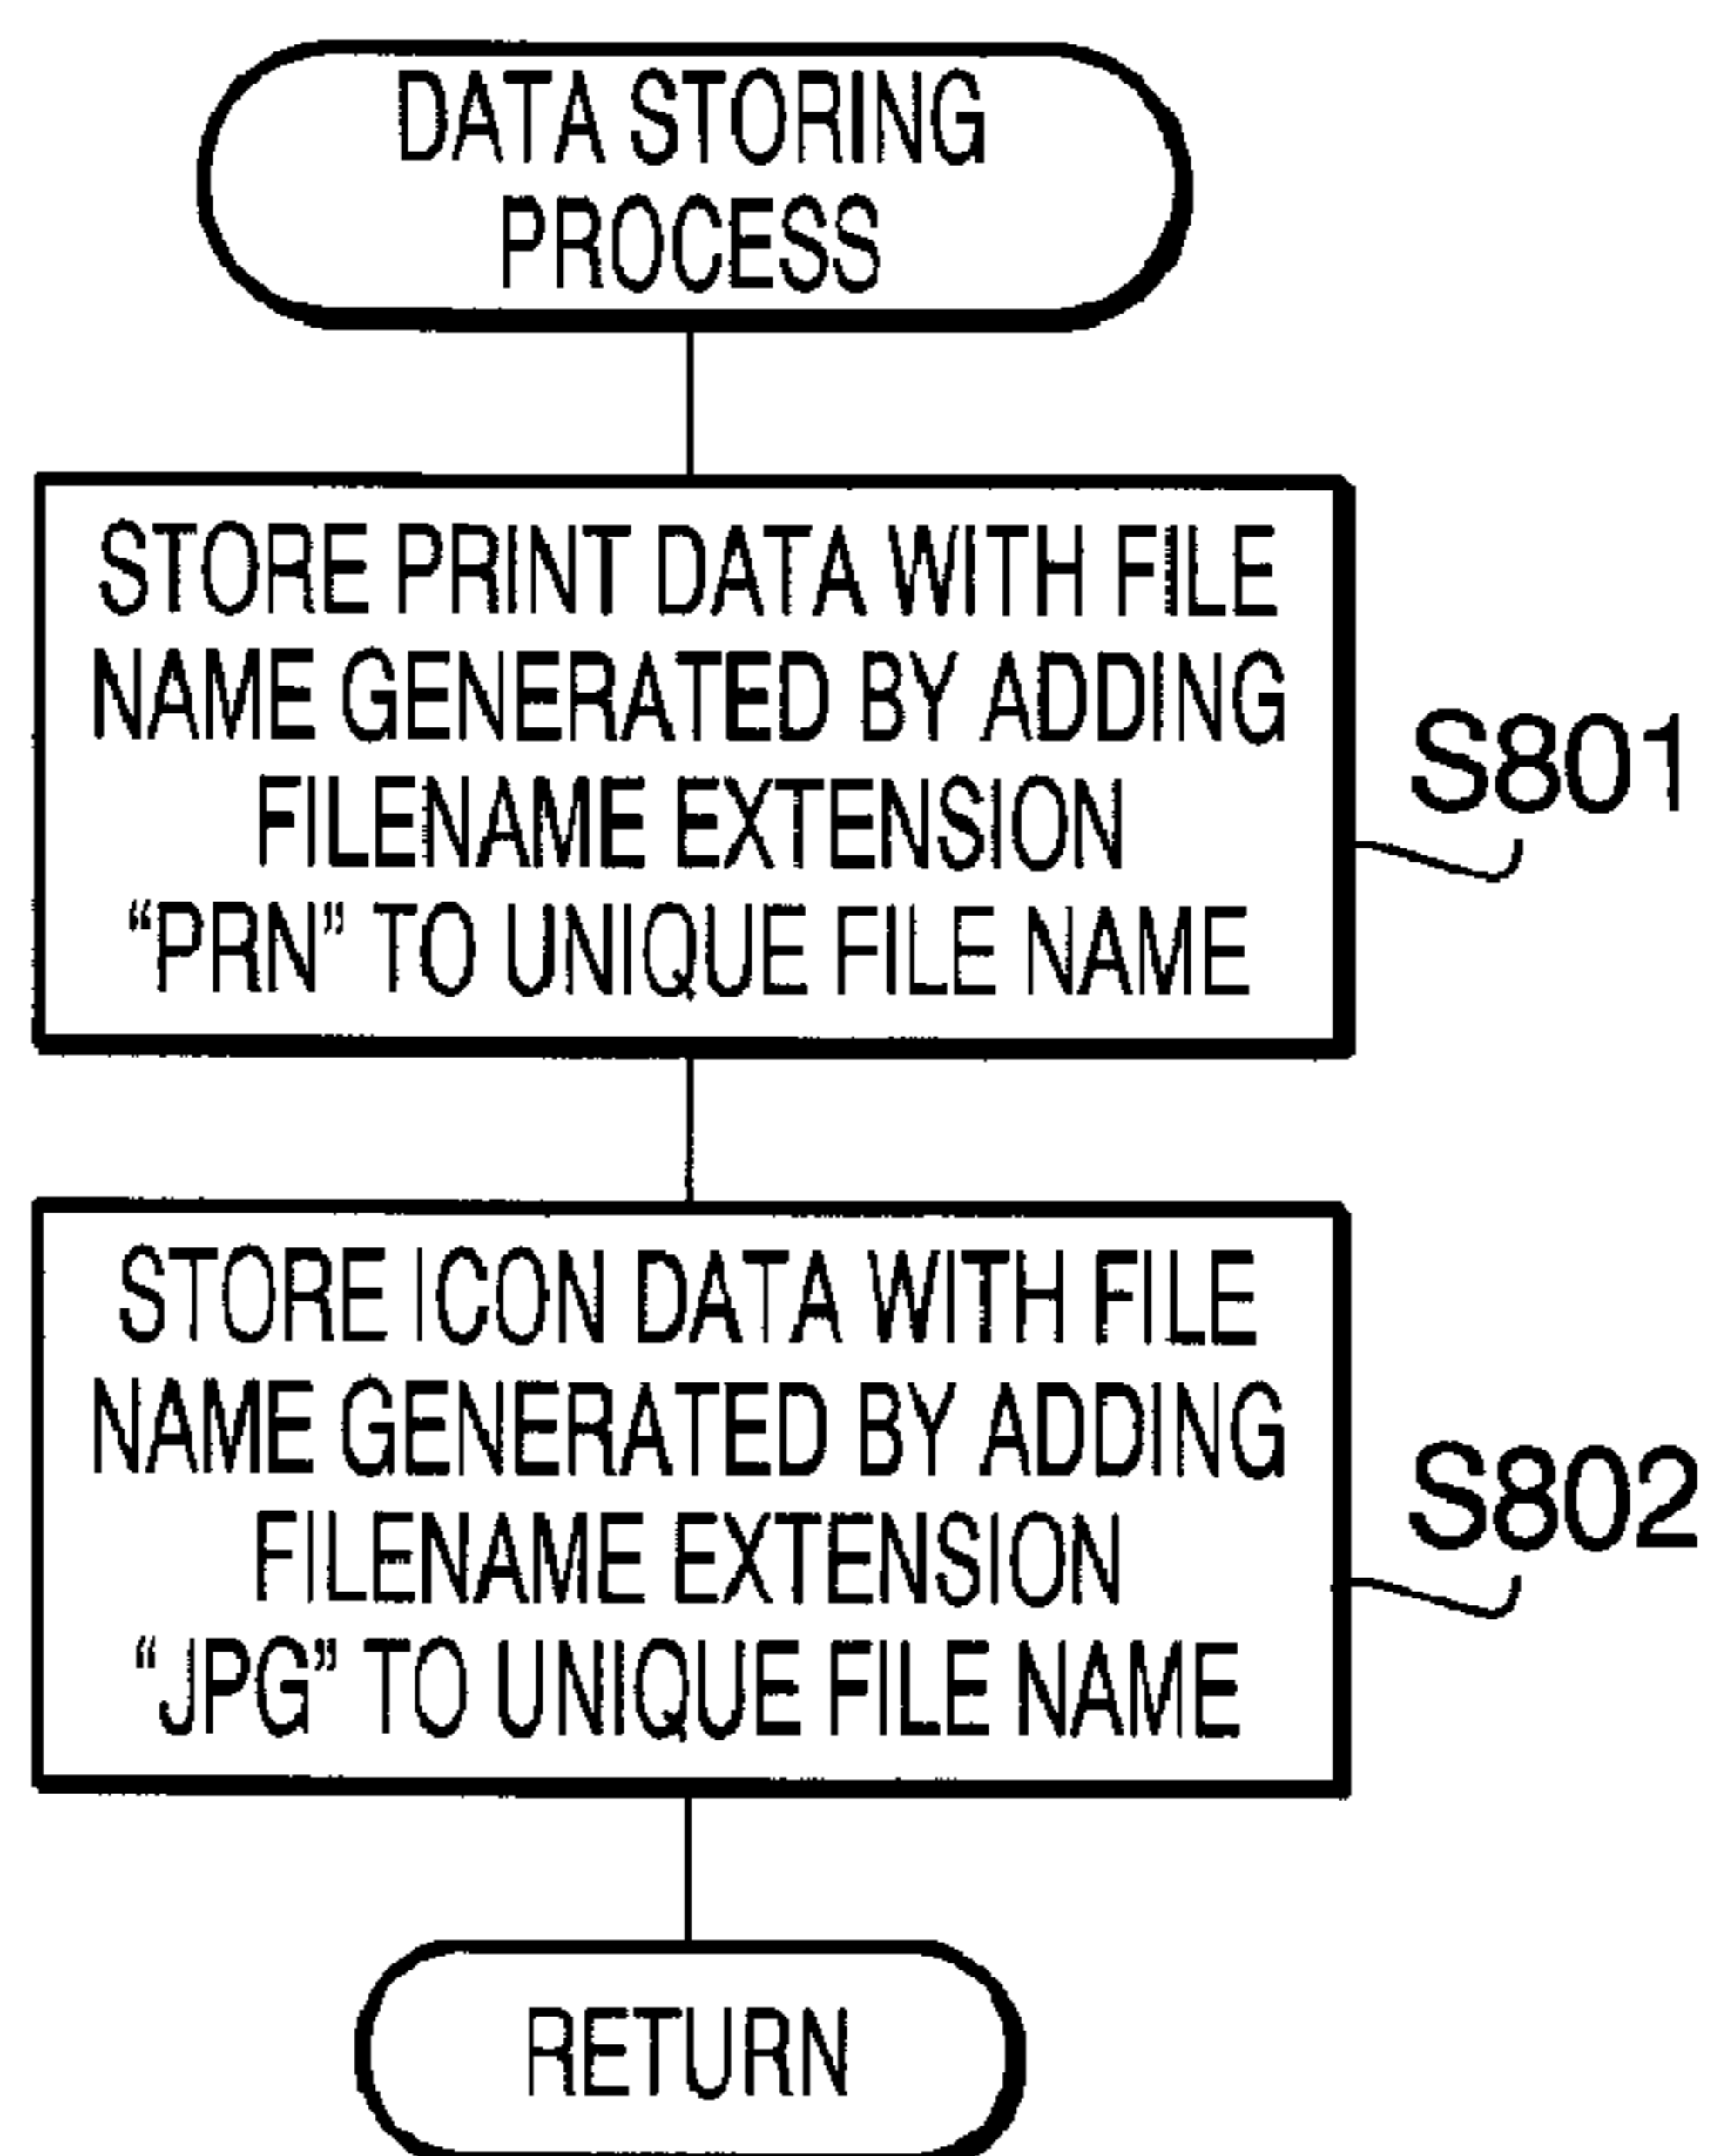 DATA STORING
PROCESS
STORE PRINT DATA WITH FILE
NAME GENERATED BY ADDING
FILENAME EXTENSION
“PRN” TO UNIQUE FILE NAME
S801
STORE ICON DATA WITH FILE
NAME GENERATED BY ADDING
FILENAME EXTENSION
“JPG” TO UNIQUE FILE NAME
S802
RETURN